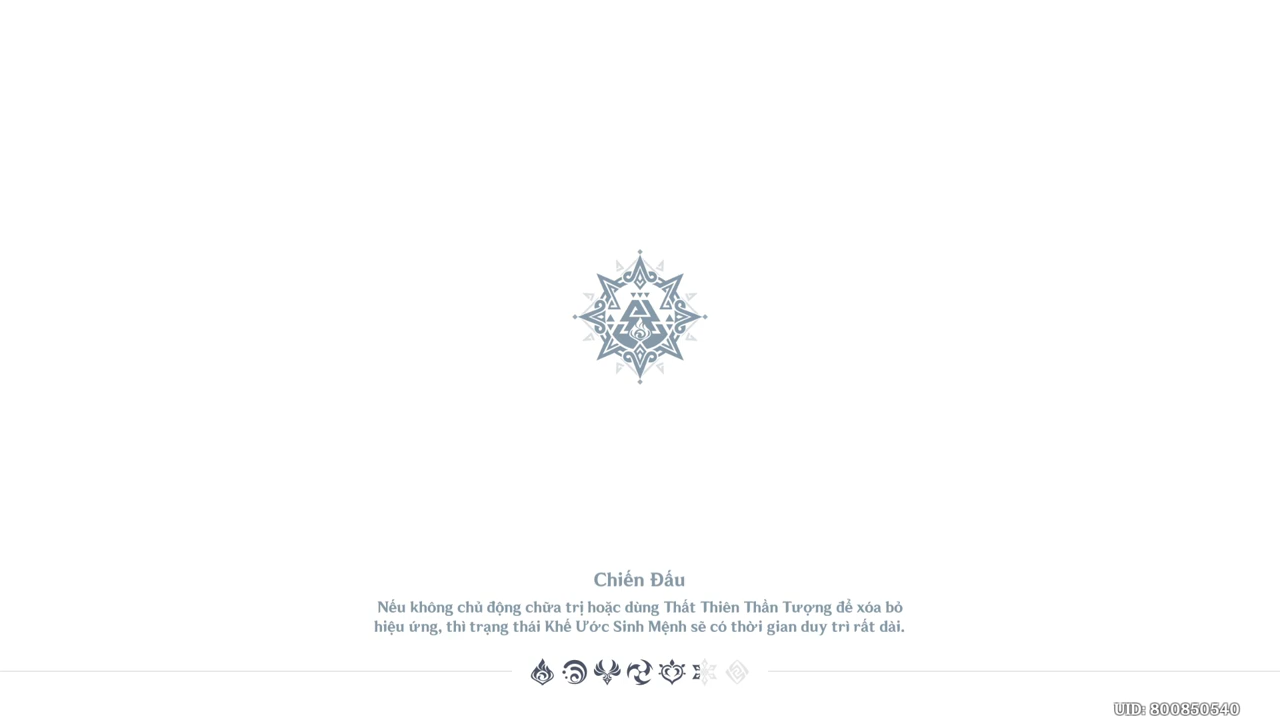 Chiến Đấu
Nếu không chủ động chữa trị hoặc dùng Thất Thiên Thần Tượng để xóa bỏ
hiệu ứng, thì trạng thái Khế Ước Sinh Mệnh sẽ có thời gian duy trì rất dài.
UID: 800850540